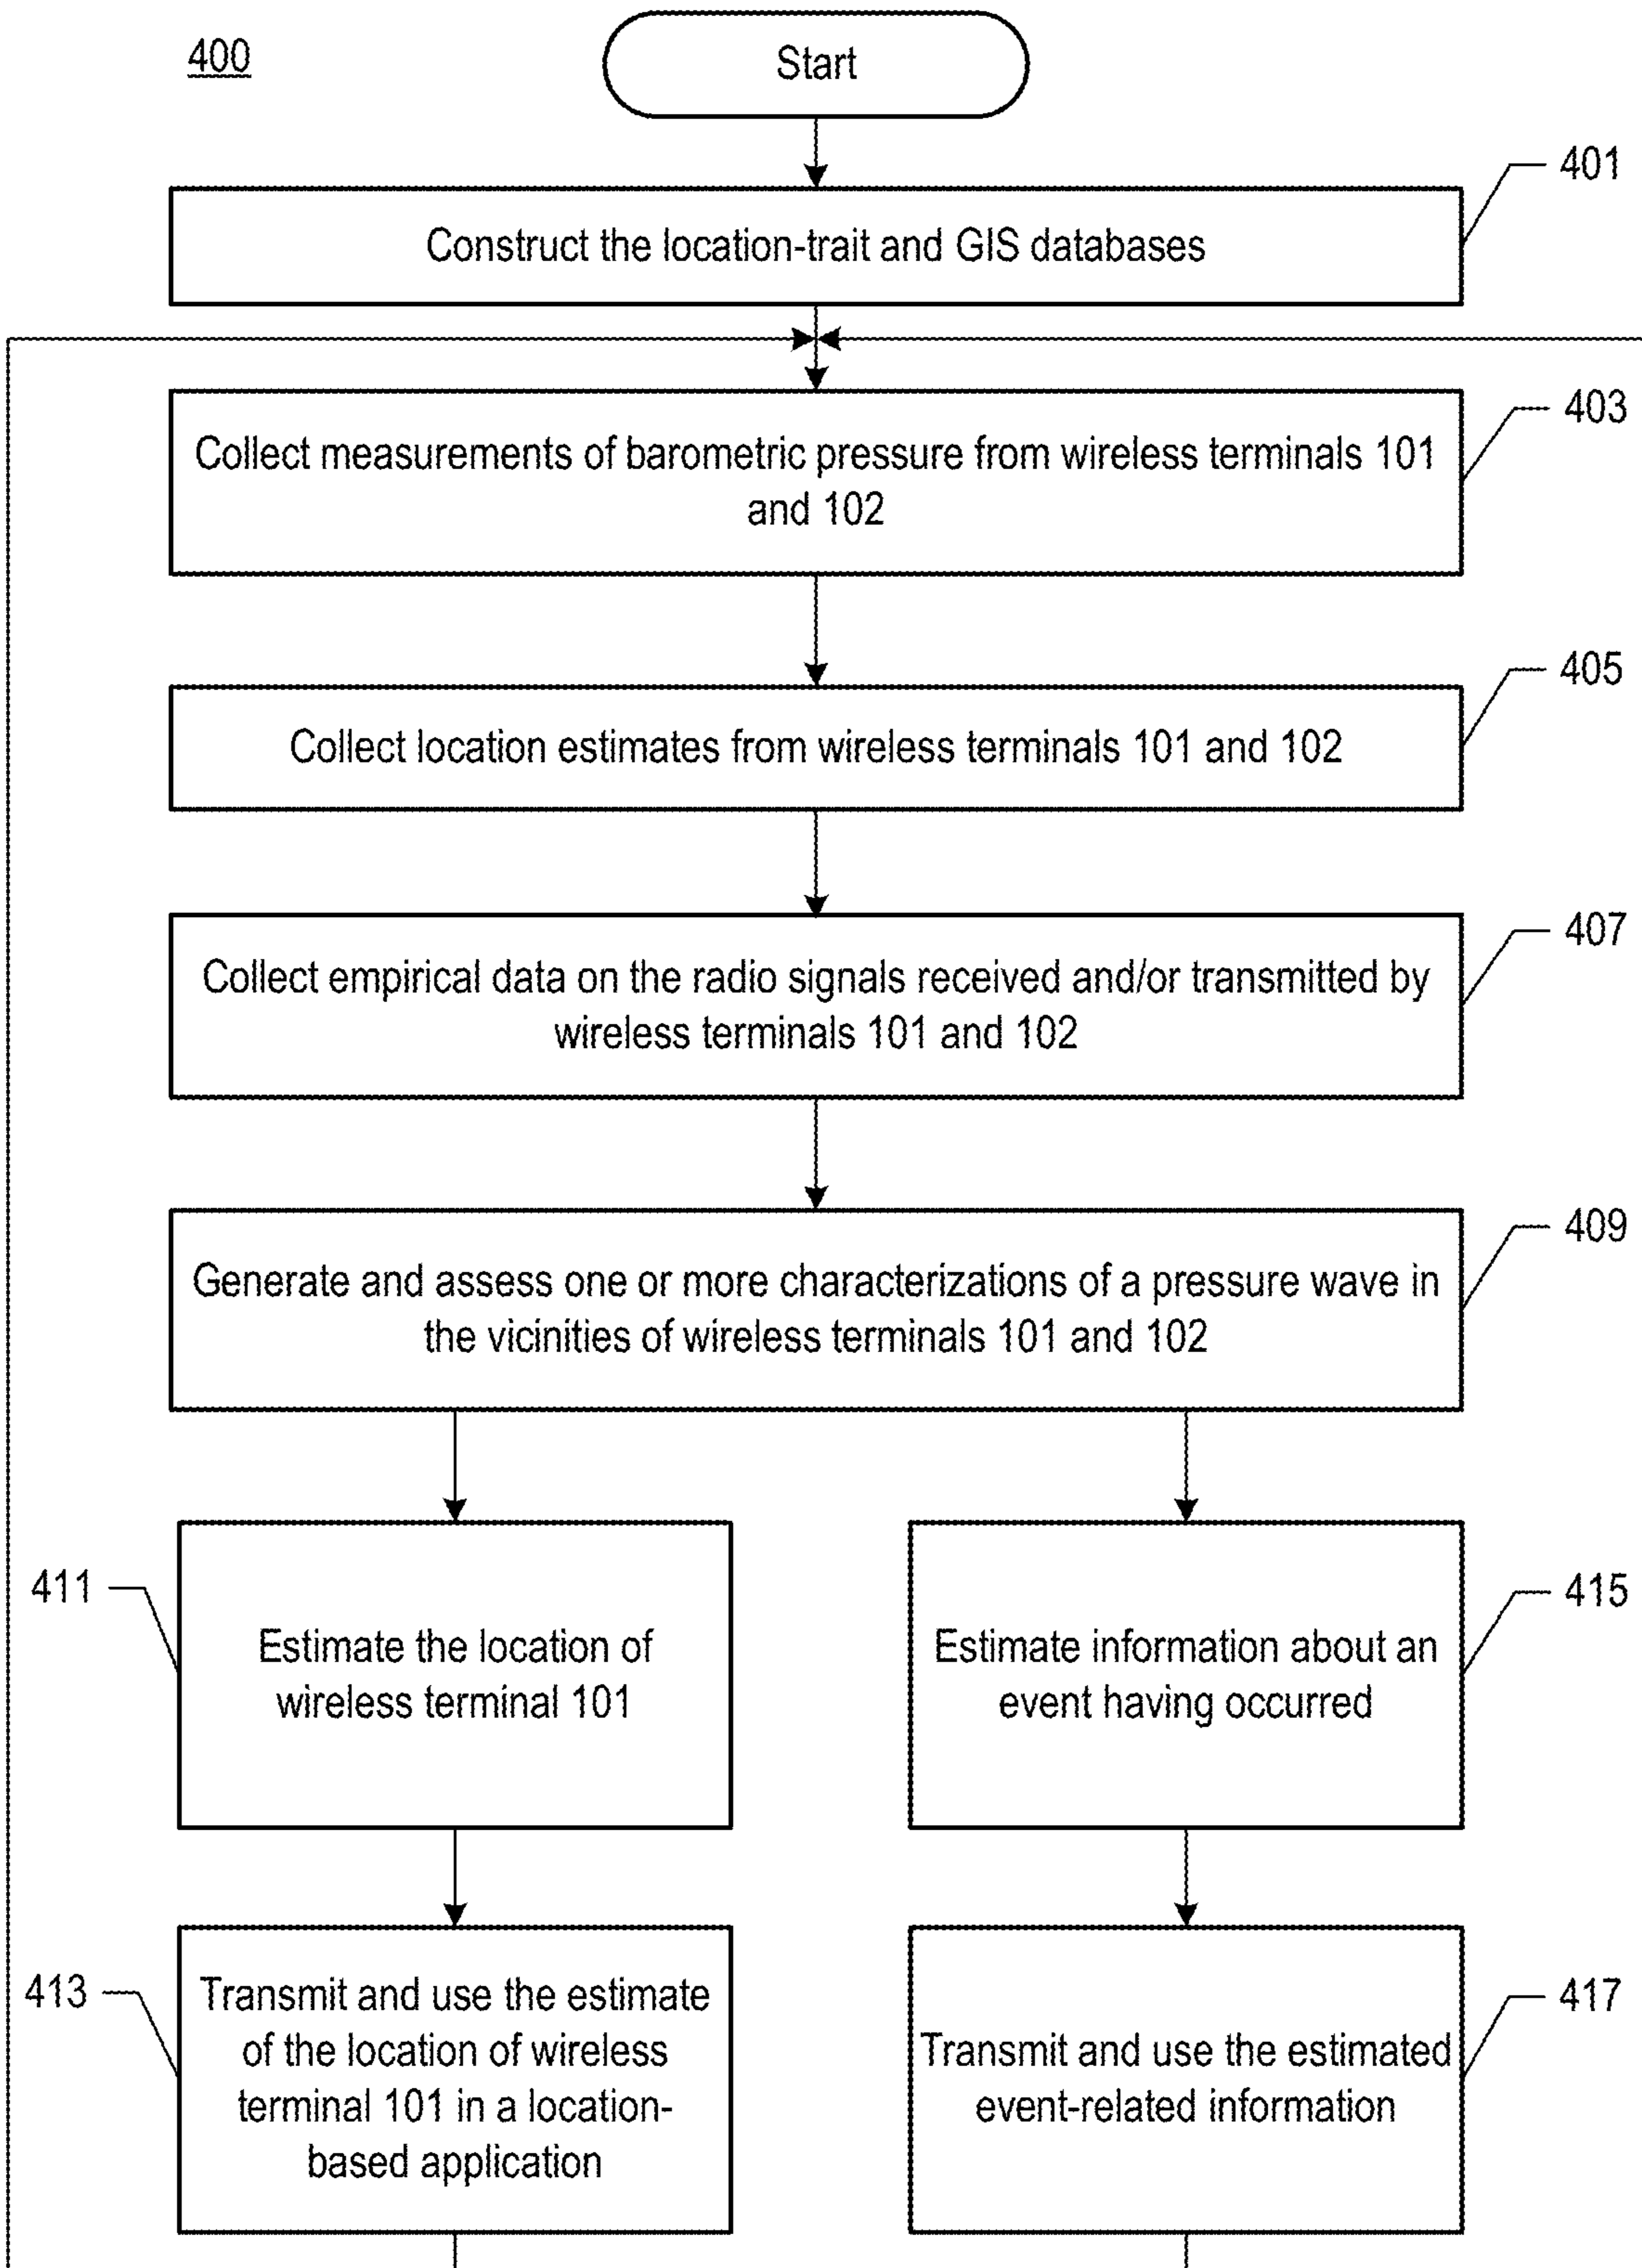 400
Start
401
Construct the location-trait and GIS databases
403
Collect measurements of barometric pressure from wireless terminals 101
and 102
405
Collect location estimates from wireless terminals 101 and 102
407
Collect empirical data on the radio signals received and/or transmitted by
wireless terminals 101 and 102
409
Generate and assess one or more characterizations of a pressure wave in
the vicinities of wireless terminals 101 and 102
411
Estimate the location of
wireless terminal 101
415
Estimate information about an
event having occurred
413
Transmit and use the estimate
of the location of wireless
terminal 101 in a location-
based application
417
Transmit and use the estimated
event-related information